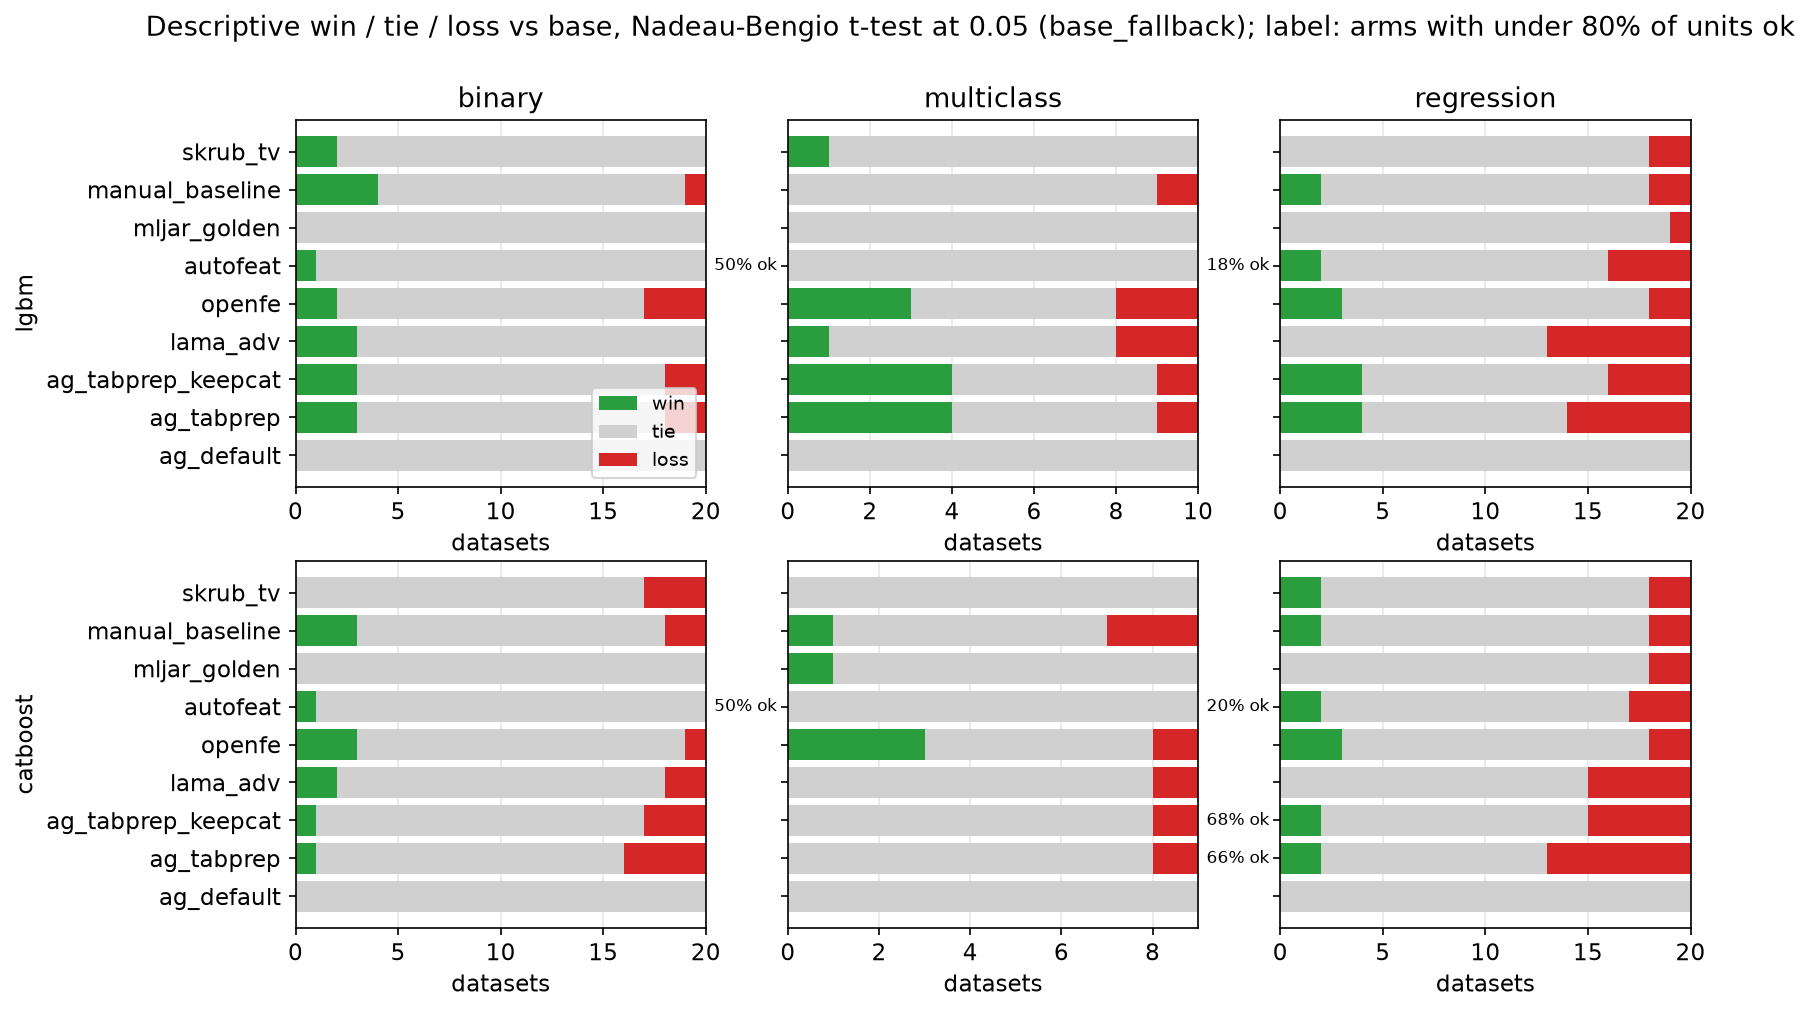 Descriptive win / tie / loss vs base, Nadeau-Bengio t-test at 0.05 (base_fallback); label: arms with under 80% of units ok
binary
multiclass
regression
lgbm
skrub_tv
manual_baseline
mljar_golden
autofeat
openfe
lama_adv
ag_tabprep_keepcat
ag_tabprep
ag_default
50% ok
18% ok
win
tie
loss
0 5 10 15 20
0 2 4 6 8 10
0 5 10 15 20
datasets
datasets
datasets
catboost
skrub_tv
manual_baseline
mljar_golden
autofeat
openfe
lama_adv
ag_tabprep_keepcat
ag_tabprep
ag_default
50% ok
20% ok
68% ok
66% ok
0 5 10 15 20
0 2 4 6 8
0 5 10 15 20
datasets
datasets
datasets